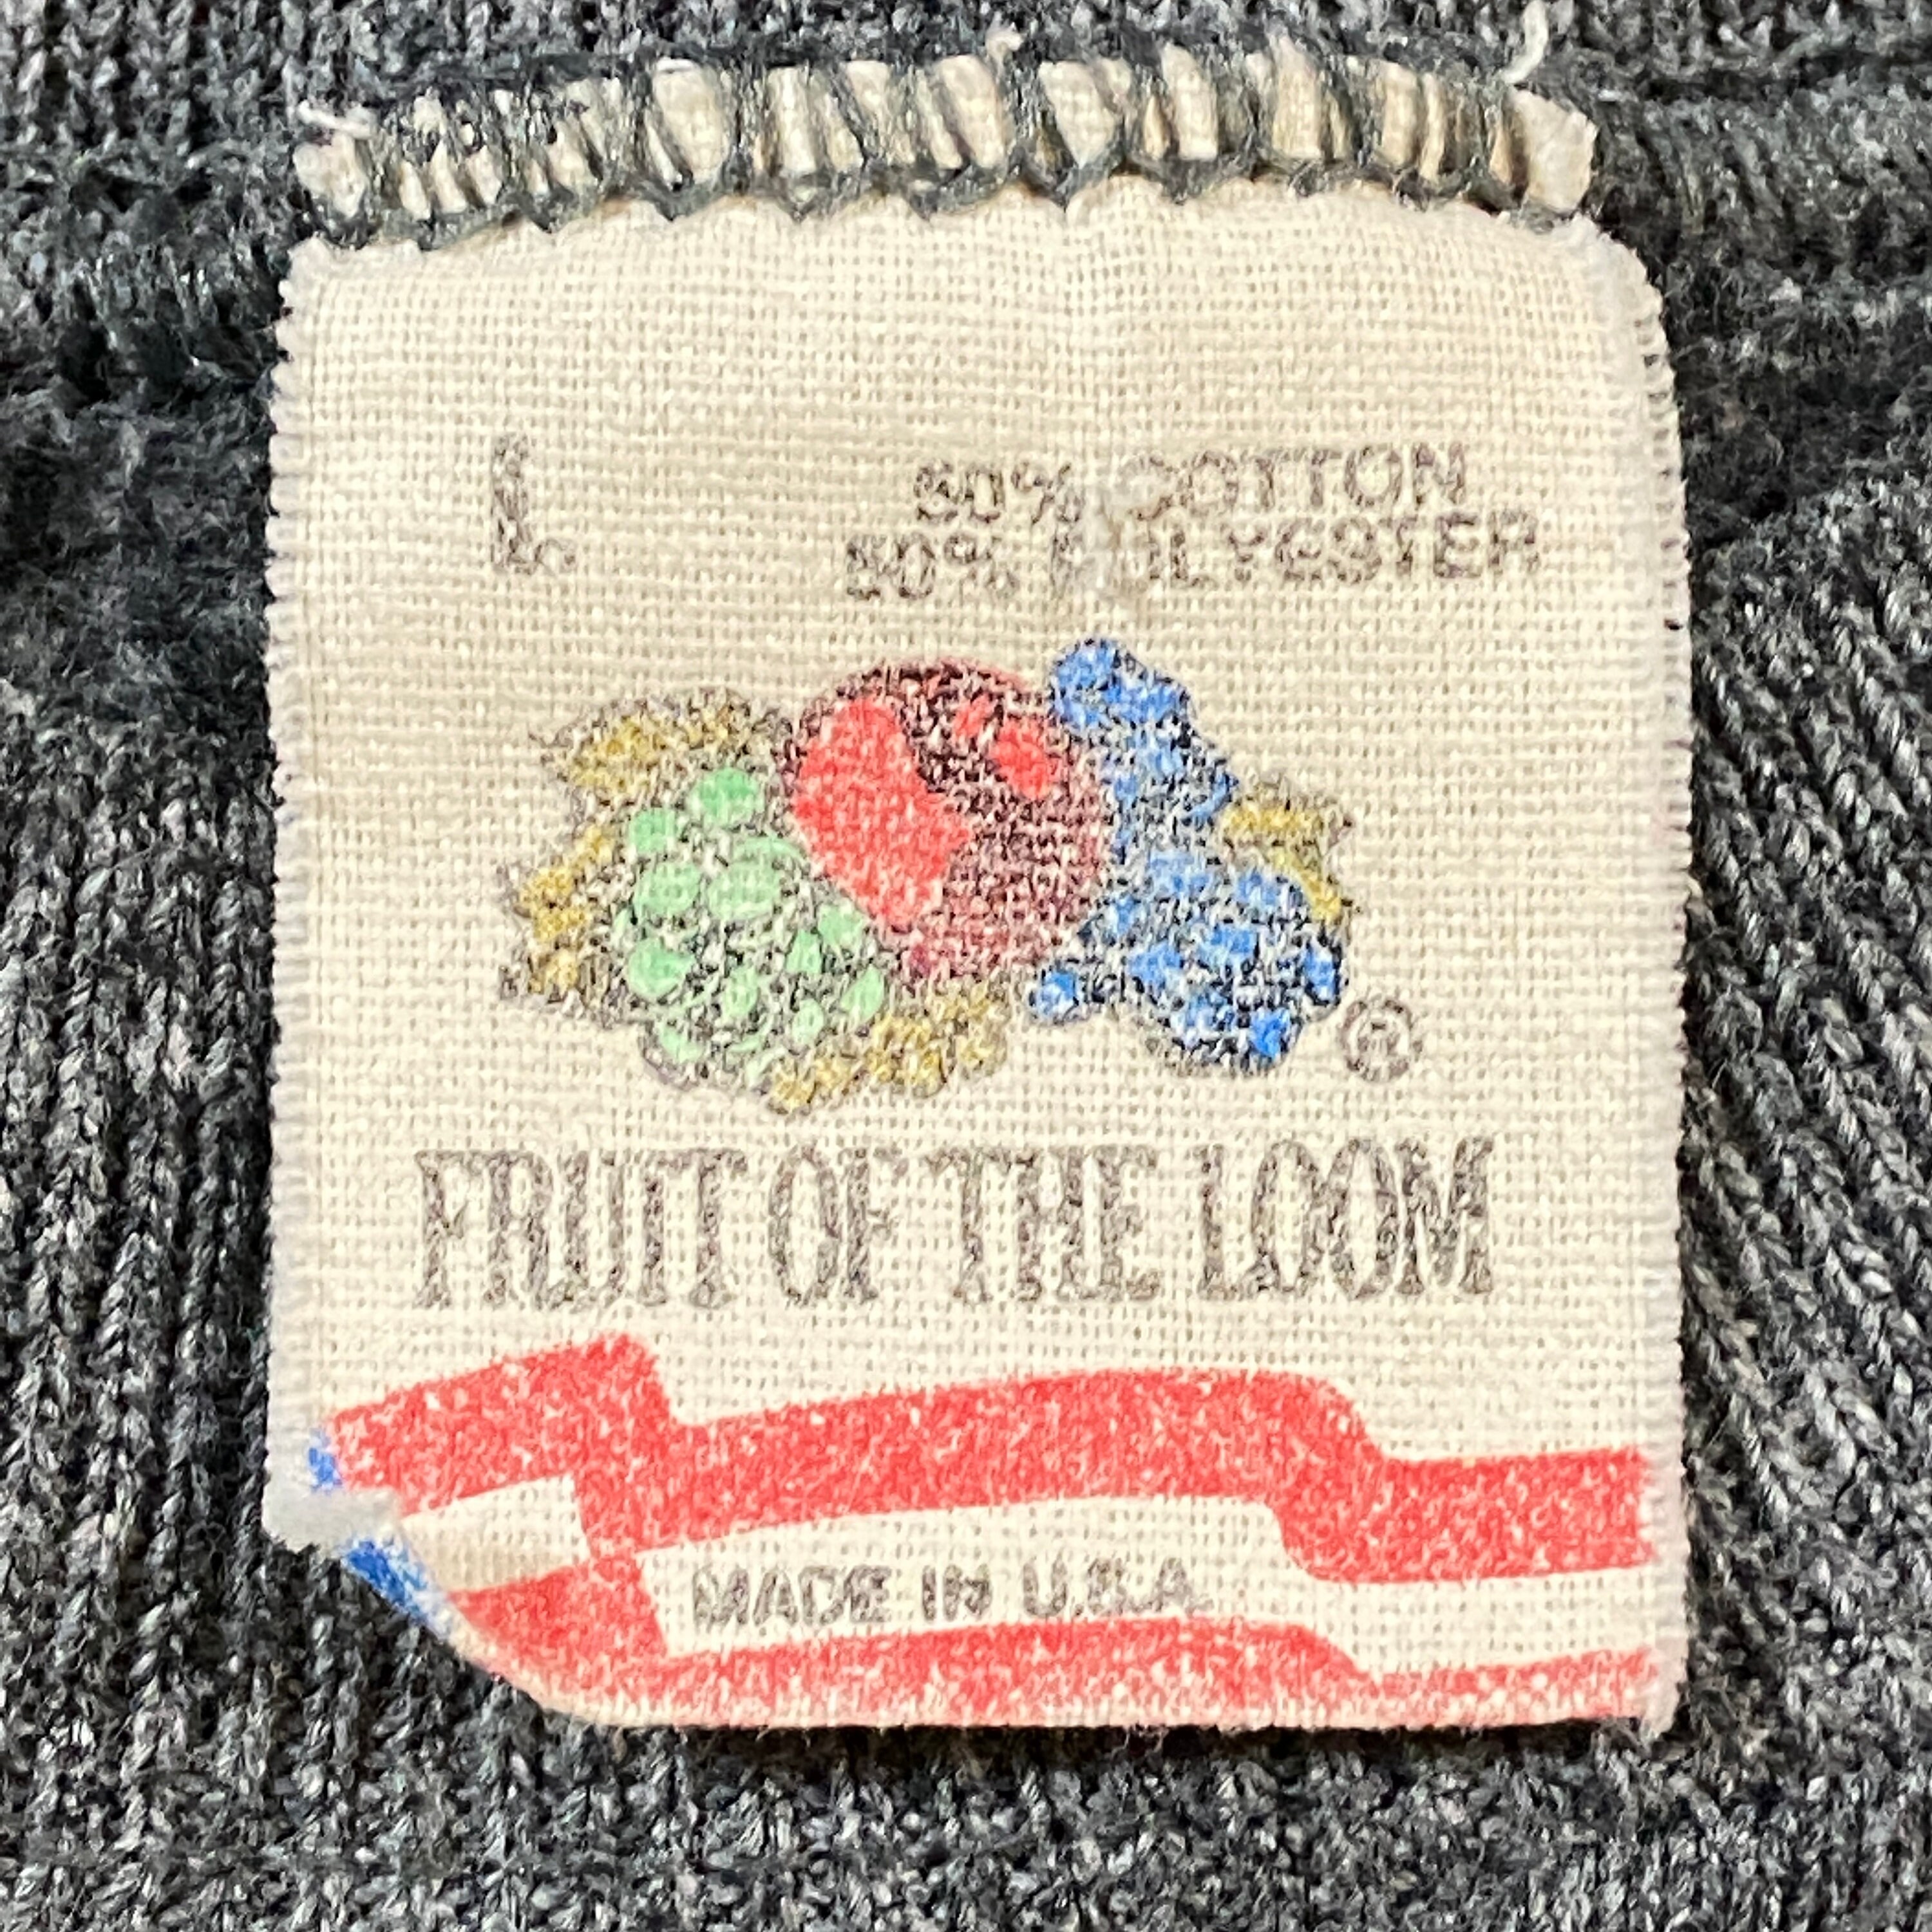 L 50% COTTON
50% POLYESTER
®
FRUIT OF THE LOOM
MADE IN U.S.A.